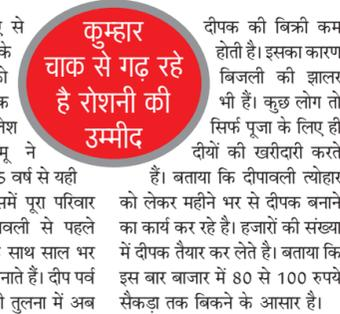 कुम्हार
चाक से गढ़ रहे
है रोशनी की
उम्मीद
से
के
ने
वर्ष से यही
पूरा परिवार
से पहले
साथ साल भर
हैं। दीप पर्व
तुलना में अब
दीपक की बिक्री कम
होती है। इसका कारण
बिजली की झालर
भी हैं। कुछ लोग तो
सिर्फ पूजा के लिए ही
दीयों की खरीदारी करते
हैं। बताया कि दीपावली त्योहार
को लेकर महीने भर से दीपक बनाने
का कार्य कर रहे है। हजारों की संख्या
में दीपक तैयार कर लेते है। बताया कि
इस बार बाजार में 80 से 100 रुपये
सैकड़ा तक बिकने के आसार है।